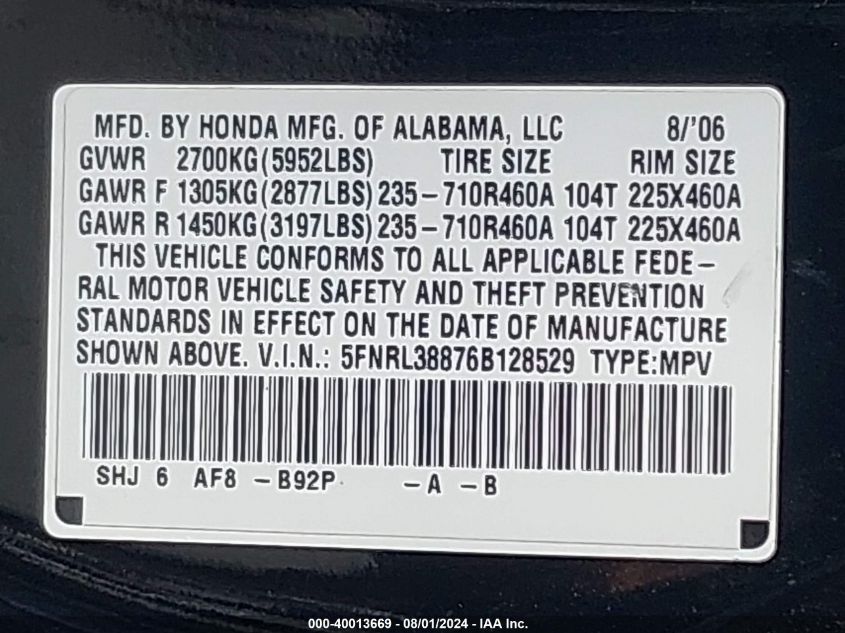 MFD. BY HONDA MFG. OF ALABAMA, LLC 8/'06
GVWR 2700KG(5952LBS) TIRE SIZE RIM SIZE
GAWR F 1305KG(2877LBS) 235-710R460A 104T 225X460A
GAWR R 1450KG(3197LBS) 235-710R460A 104T 225X460A
THIS VEHICLE CONFORMS TO ALL APPLICABLE FEDE-
RAL MOTOR VEHICLE SAFETY AND THEFT PREVENTION
STANDARDS IN EFFECT ON THE DATE OF MANUFACTURE
SHOWN ABOVE. V.I.N.: 5FNRL38876B128529 TYPE:MPV
SHJ 6 AF8 -B92P -A -B
000-40013669 - 08/01/2024 - IAA Inc.